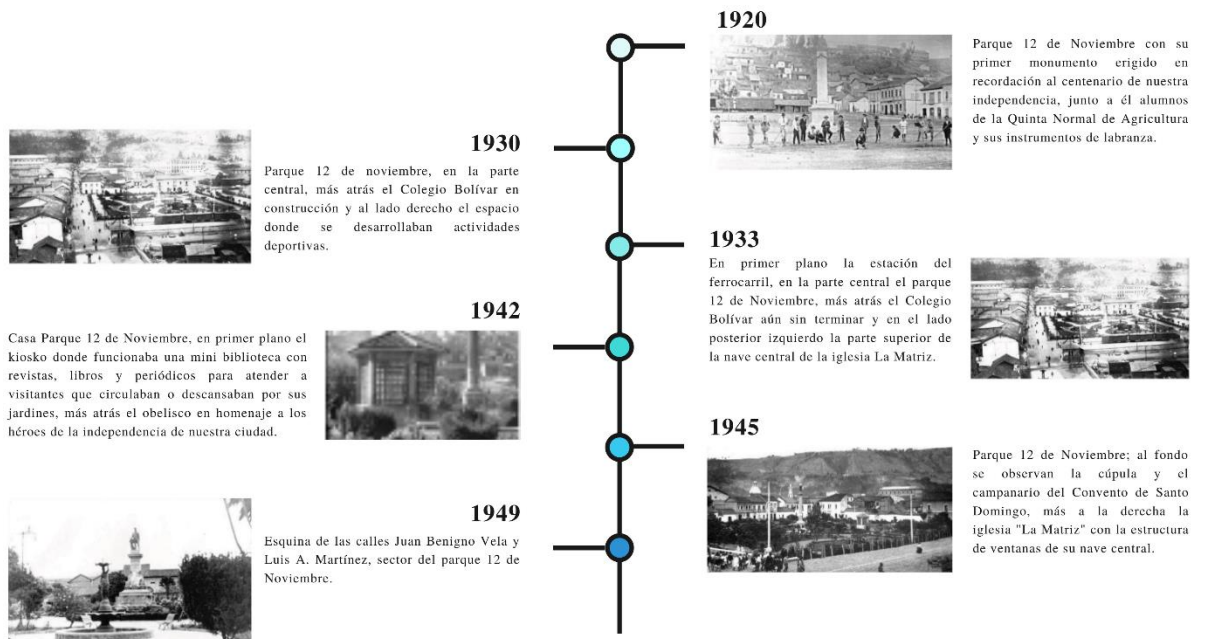 1920
Parque 12 de Noviembre con su
primer monumento erigido en
recordación al centenario de nuestra
independencia, junto a él alumnos
de la Quinta Normal de Agricultura
y sus instrumentos de labranza.
1930
Parque 12 de noviembre, en la parte
central, más atrás el Colegio Bolívar en
construcción y al lado derecho el espacio
donde se desarrollaban actividades
deportivas.
1933
En primer plano la estación del
ferrocarril, en la parte central el parque
12 de Noviembre, más atrás el Colegio
Bolívar aún sin terminar y en el lado
posterior izquierdo la parte superior de
la nave central de la iglesia La Matriz.
1942
Casa Parque 12 de Noviembre, en primer plano el
kiosko donde funcionaba una mini biblioteca con
revistas, libros y periódicos para atender a
visitantes que circulaban o descansaban por sus
jardines, más atrás el obelisco en homenaje a los
héroes de la independencia de nuestra ciudad.
1945
Parque 12 de Noviembre; al fondo
se observan la cúpula y el
campanario del Convento de Santo
Domingo, más a la derecha la
iglesia "La Matriz" con la estructura
de ventanas de su nave central.
1949
Esquina de las calles Juan Benigno Vela y
Luis A. Martínez, sector del parque 12 de
Noviembre.